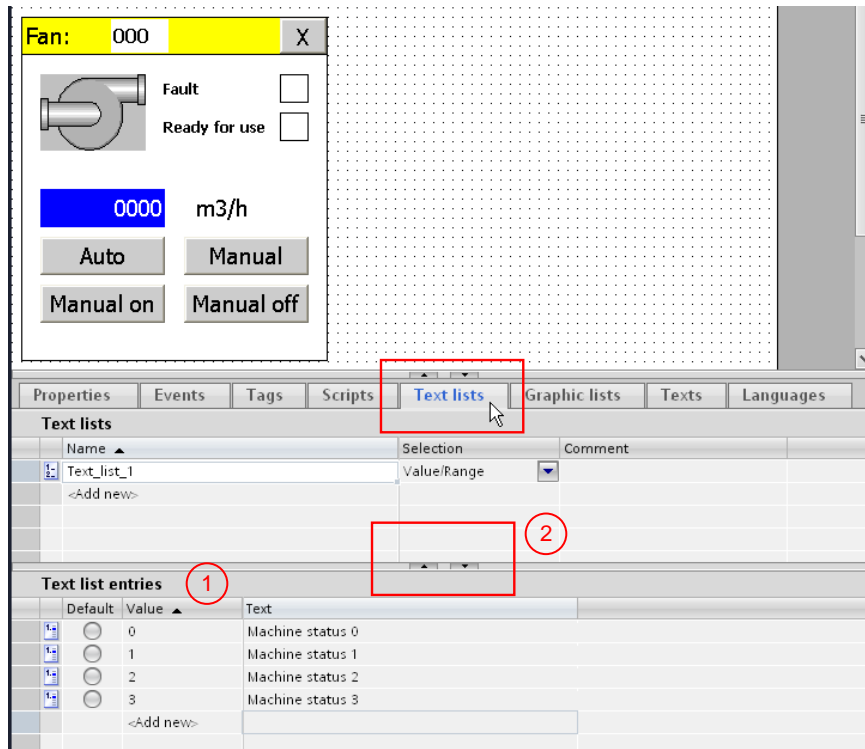 Fan: 000 X
Fault
Ready for use
0000 m3/h
Auto Manual
Manual on Manual off
Properties Events Tags Scripts Text lists Graphic lists Texts Languages
Text lists
Name Selection Comment
Text_list_1 Value/Range
<Add new>
2
Text list entries 1
Default Value Text
0 Machine status 0
1 Machine status 1
2 Machine status 2
3 Machine status 3
<Add new>